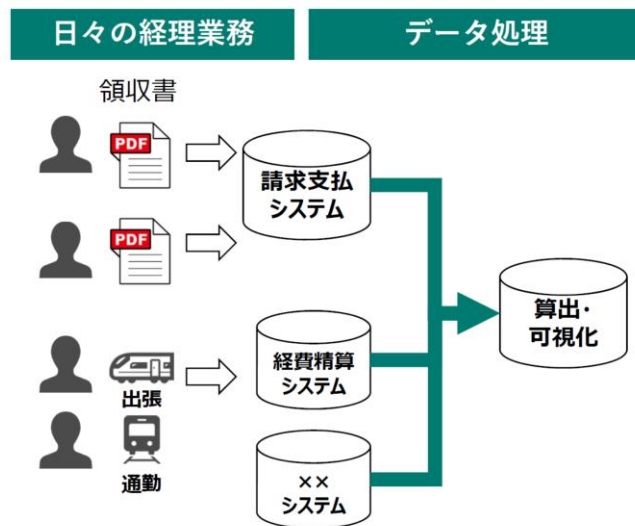 日々の経理業務
データ処理
領収書
PDF
請求支払
システム
PDF
算出・
可視化
経費精算
システム
出張
××
システム
通勤